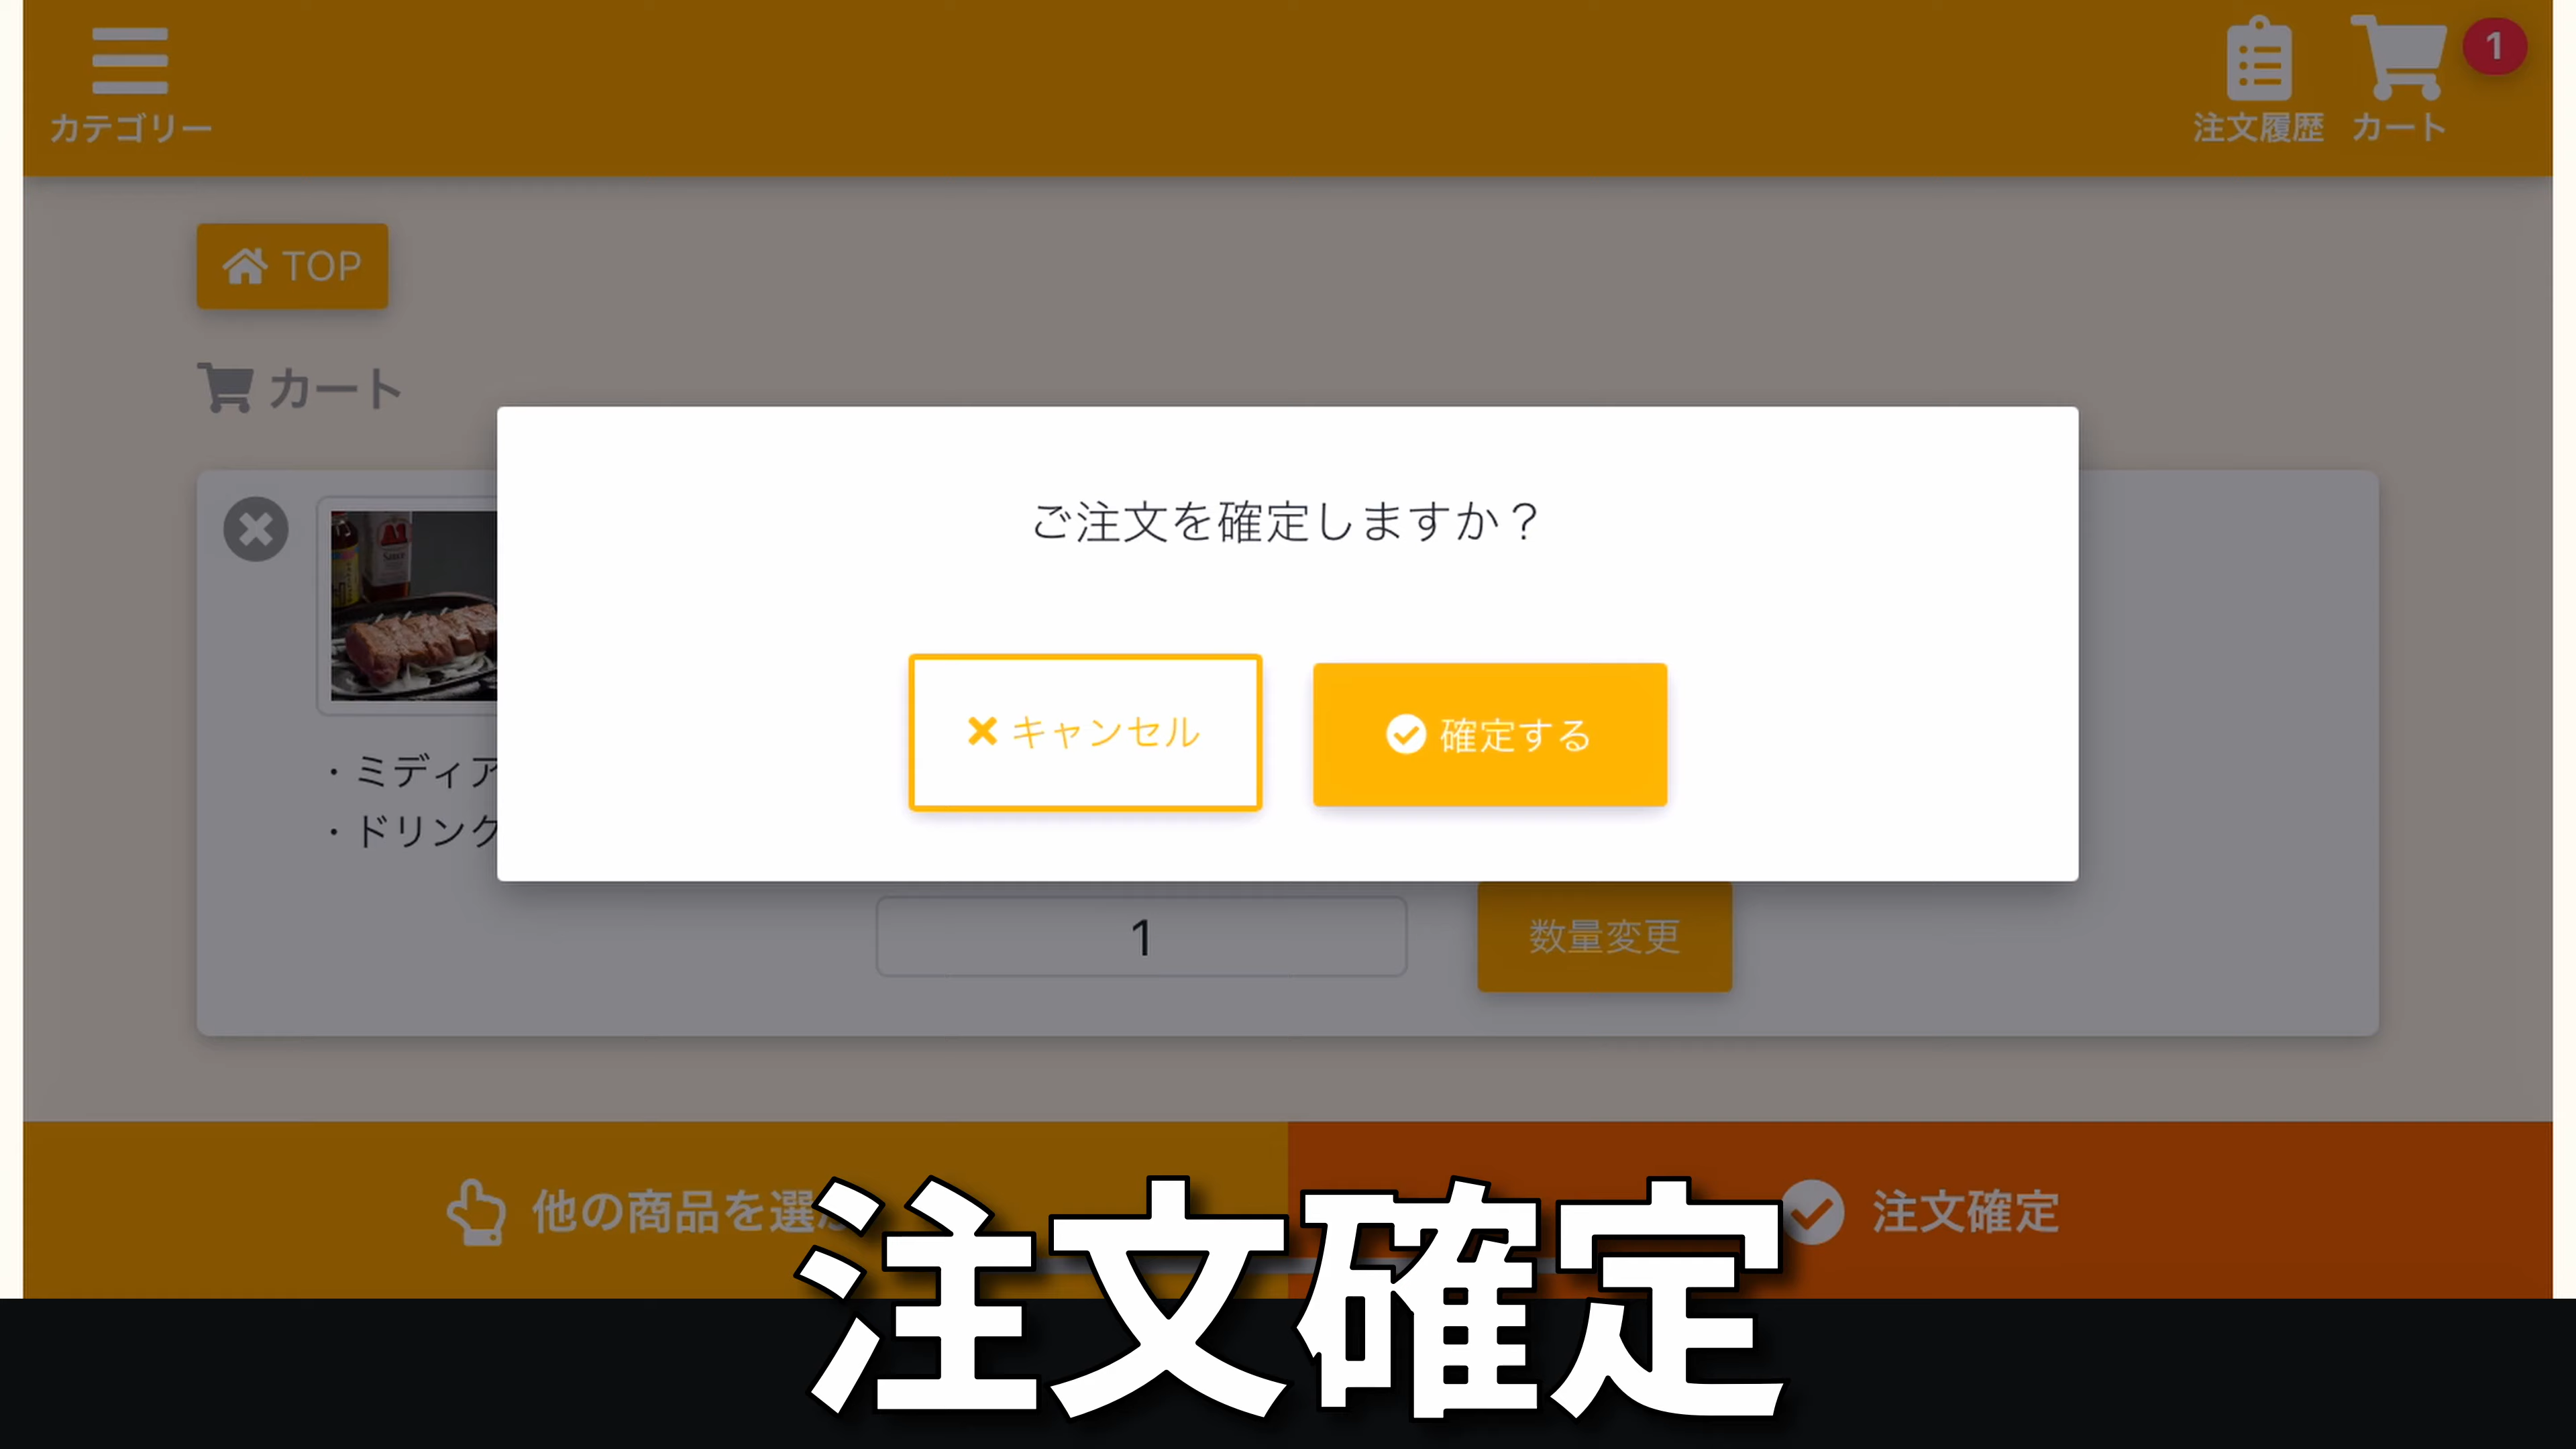 カテゴリー
注文履歴
カート
1
TOP
カート
ご注文を確定しますか？
キャンセル
確定する
・ミディア
・ドリンク
1
数量変更
他の商品を選
注文確定
注文確定